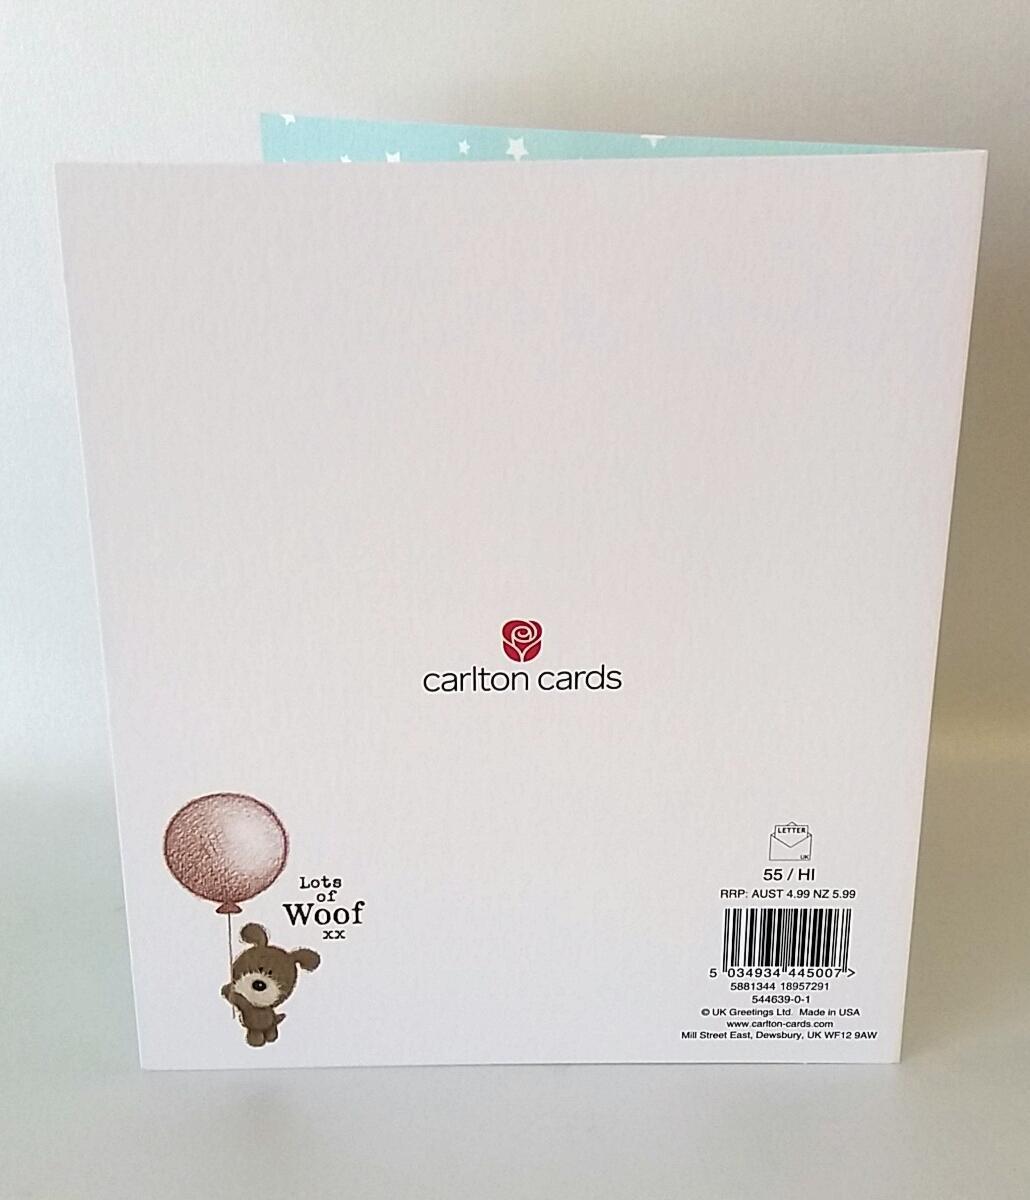 carlton cards
Lots
of
Woof
xx
LETTER
UK
55 / HI
RRP: AUST 4.99 NZ 5.99
5 034934 445007 >
5881344 18957291
544639-0-1
© UK Greetings Ltd. Made in USA
www.carlton-cards.com
Mill Street East, Dewsbury, UK WF12 9AW